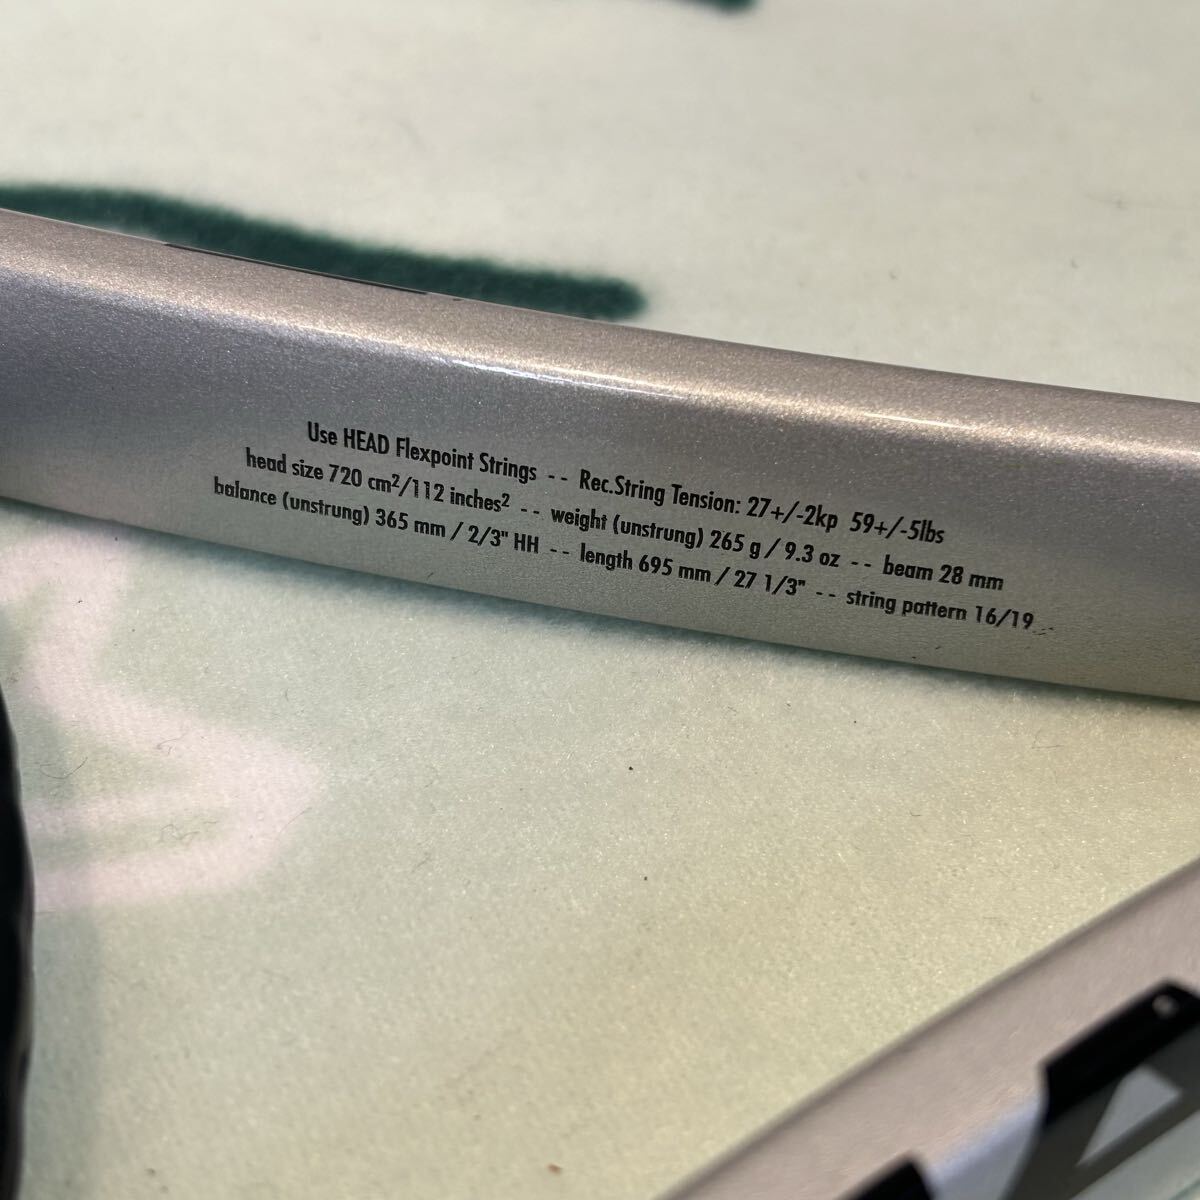 Use HEAD Flexpoint Strings -- Rec.String Tension: 27+/-2kp 59+/-5lbs
head size 720 cm²/112 inches² -- weight (unstrung) 265 g / 9.3 oz -- beam 28 mm
balance (unstrung) 365 mm / 2/3" HH -- length 695 mm / 27 1/3" -- string pattern 16/19